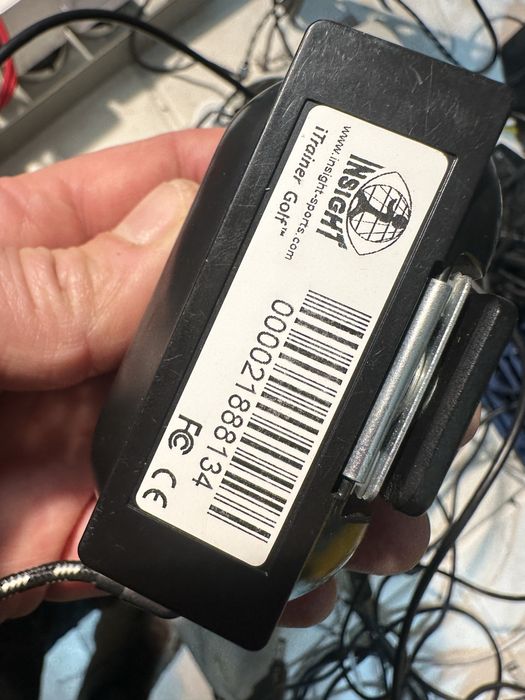 INSIGHT
www.insight-sports.com
iTrainer Golf™
000021888134
FC CE